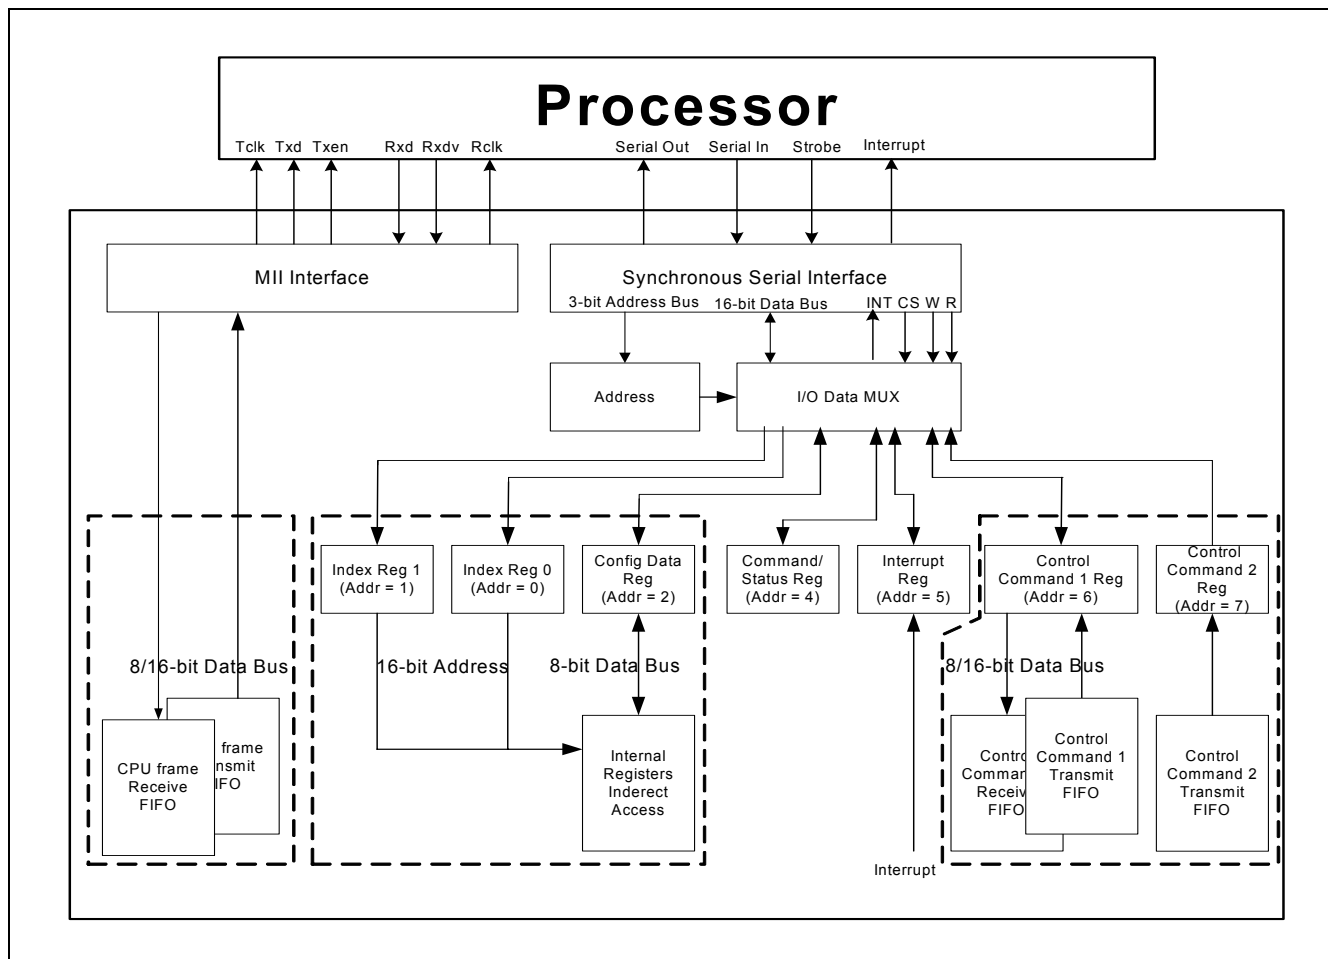 Processor
Tclk Txd Txen Rxd Rxdv Rclk Serial Out Serial In Strobe Interrupt
MII Interface
Synchronous Serial Interface
3-bit Address Bus 16-bit Data Bus INT CS W R
Address
I/O Data MUX
Index Reg 1
(Addr = 1)
Index Reg 0
(Addr = 0)
Config Data
Reg
(Addr = 2)
Command/
Status Reg
(Addr = 4)
Interrupt
Reg
(Addr = 5)
Control
Command 1 Reg
(Addr = 6)
Control
Command 2
Reg
(Addr = 7)
8/16-bit Data Bus
16-bit Address
8-bit Data Bus
8/16-bit Data Bus
CPU frame
Receive
FIFO
frame
Internal
Registers
Inderect
Access
Control
Command 1
Transmit
FIFO
Control
Command 2
Transmit
FIFO
FIFO
Interrupt